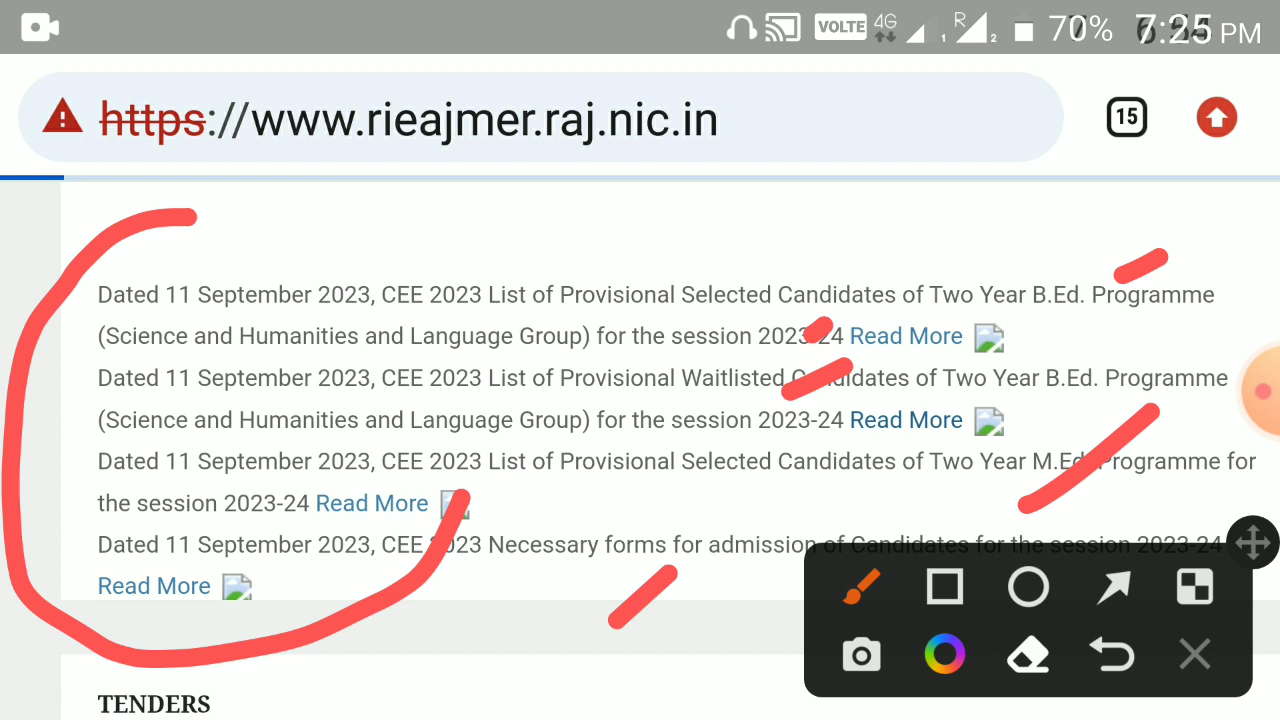 VOLTE 4G R 1 2 70% 7:25 PM
https://www.rieajmer.raj.nic.in 15
Dated 11 September 2023, CEE 2023 List of Provisional Selected Candidates of Two Year B.Ed. Programme
(Science and Humanities and Language Group) for the session 2023-24 Read More
Dated 11 September 2023, CEE 2023 List of Provisional Waitlisted Candidates of Two Year B.Ed. Programme
(Science and Humanities and Language Group) for the session 2023-24 Read More
Dated 11 September 2023, CEE 2023 List of Provisional Selected Candidates of Two Year M.Ed. Programme for
the session 2023-24 Read More
Dated 11 September 2023, CEE 2023 Necessary forms for admission of Candidates for the session 2023-24
Read More
TENDERS